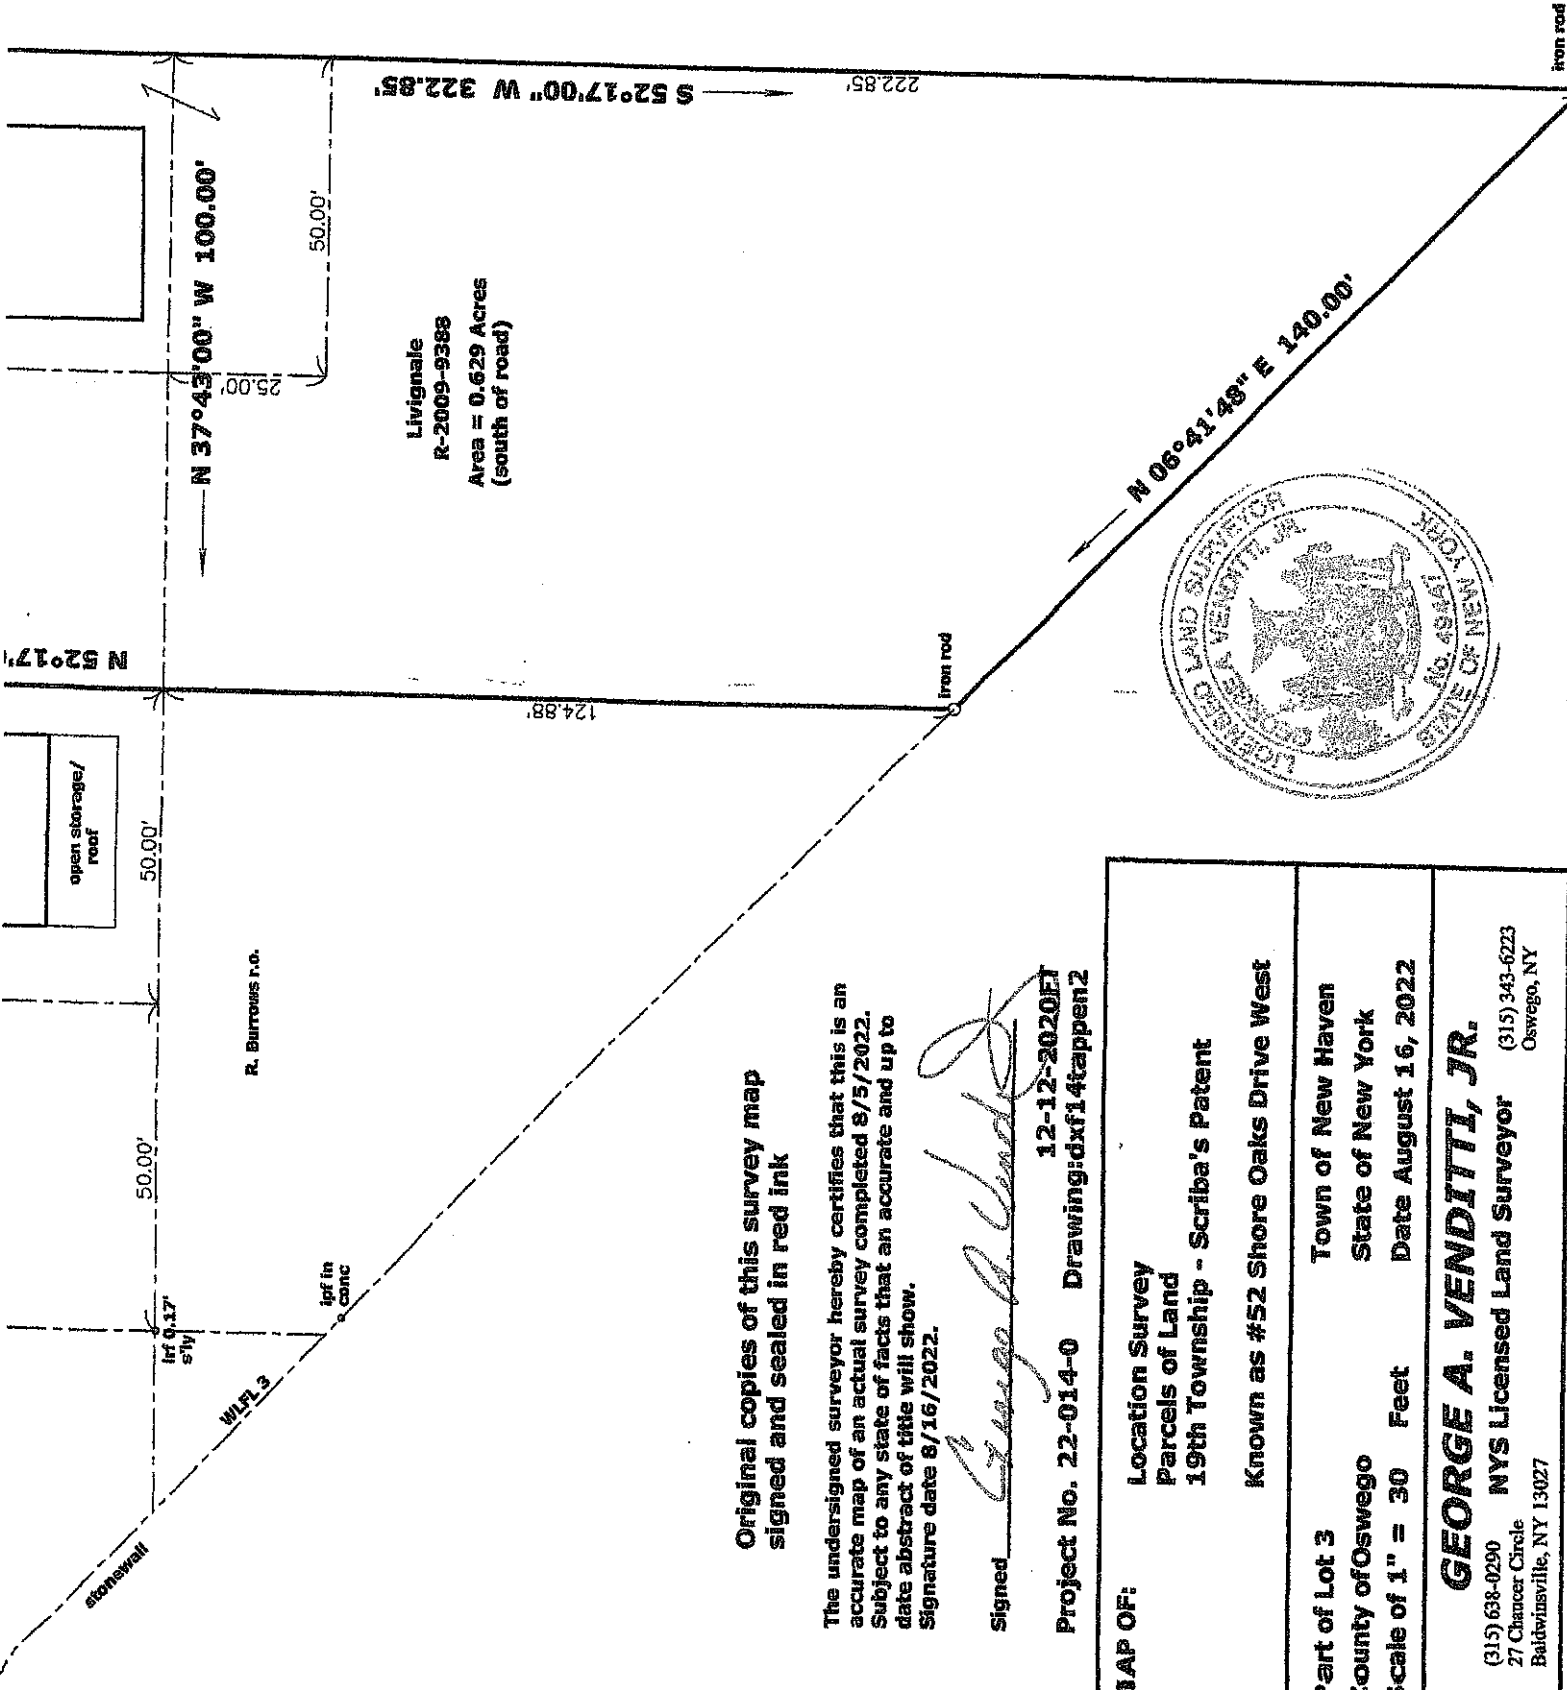 stonewall
WLFL 3
irf 0.17'
s'ly
ipf in
conc
50.00'
50.00'
R. Burrows r.o.
open storage/
roof
N 52°17'
124.88'
iron rod
N 37°43'00" W 100.00'
25.00'
50.00'
Livignale
R-2009-9388
Area = 0.629 Acres
(south of road)
S 52°17'00" W 322.85'
222.85'
iron rod
N 06°41'48" E 140.00'
Original copies of this survey map
signed and sealed in red ink
The undersigned surveyor hereby certifies that this is an
accurate map of an actual survey completed 8/5/2022.
Subject to any state of facts that an accurate and up to
date abstract of title will show.
Signature date 8/16/2022.
Signed George A. Vend
12-12-2020FT
Project No. 22-014-0 Drawing:dxf14tappen2
MAP OF:
Location Survey
Parcels of Land
19th Township - Scriba's Patent
Known as #52 Shore Oaks Drive West
Part of Lot 3 Town of New Haven
County ofOswego State of New York
Scale of 1" = 30 Feet Date August 16, 2022
GEORGE A. VENDITTI, JR.
(315) 638-0290 NYS Licensed Land Surveyor (315) 343-6223
27 Chaucer Circle Oswego, NY
Baldwinsville, NY 13027
LICENSED LAND SURVEYOR
GEORGE A. VENDITTI, JR.
No. 49447
STATE OF NEW YORK